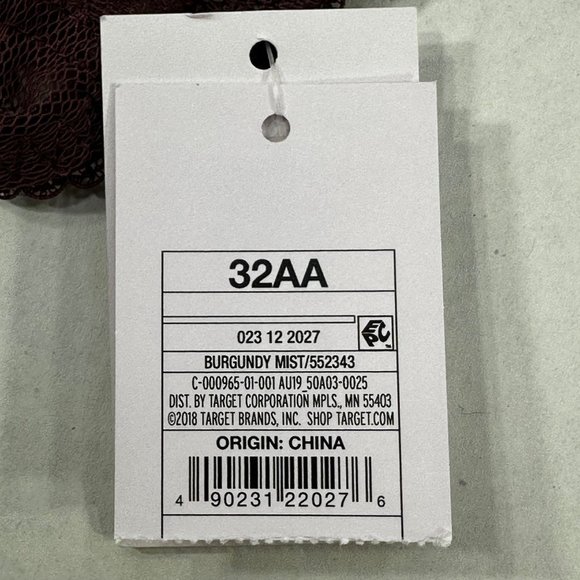 32AA
023 12 2027
EPC
BURGUNDY MIST/552343
C-000965-01-001 AU19_50A03-0025
DIST. BY TARGET CORPORATION MPLS., MN 55403
©2018 TARGET BRANDS, INC. SHOP TARGET.COM
ORIGIN: CHINA
4 90231 22027 6